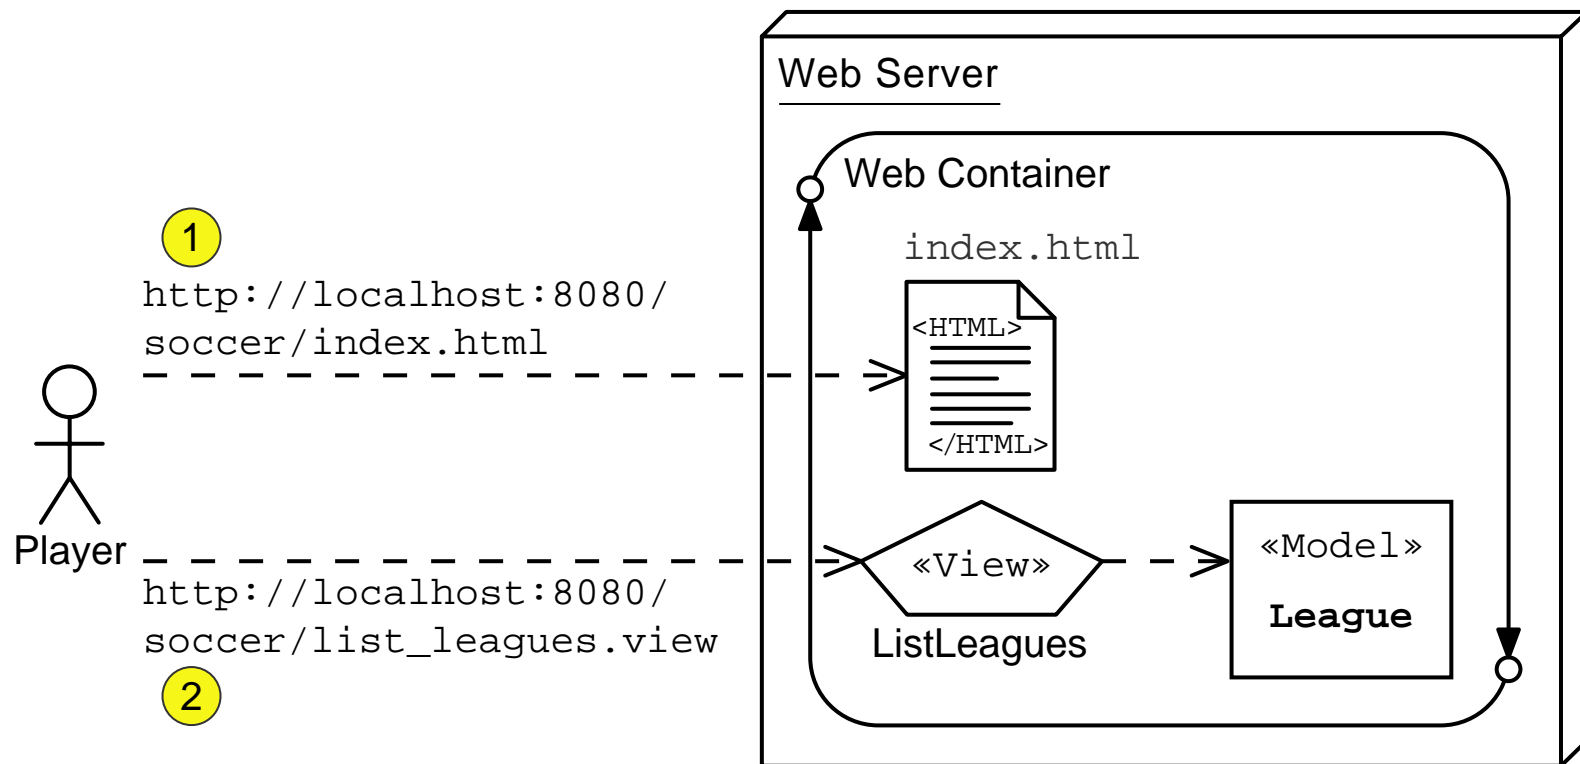 Web Server
Web Container
1
http://localhost:8080/
soccer/index.html
index.html
<HTML>
</HTML>
Player
«View»
ListLeagues
«Model»
League
http://localhost:8080/
soccer/list_leagues.view
2